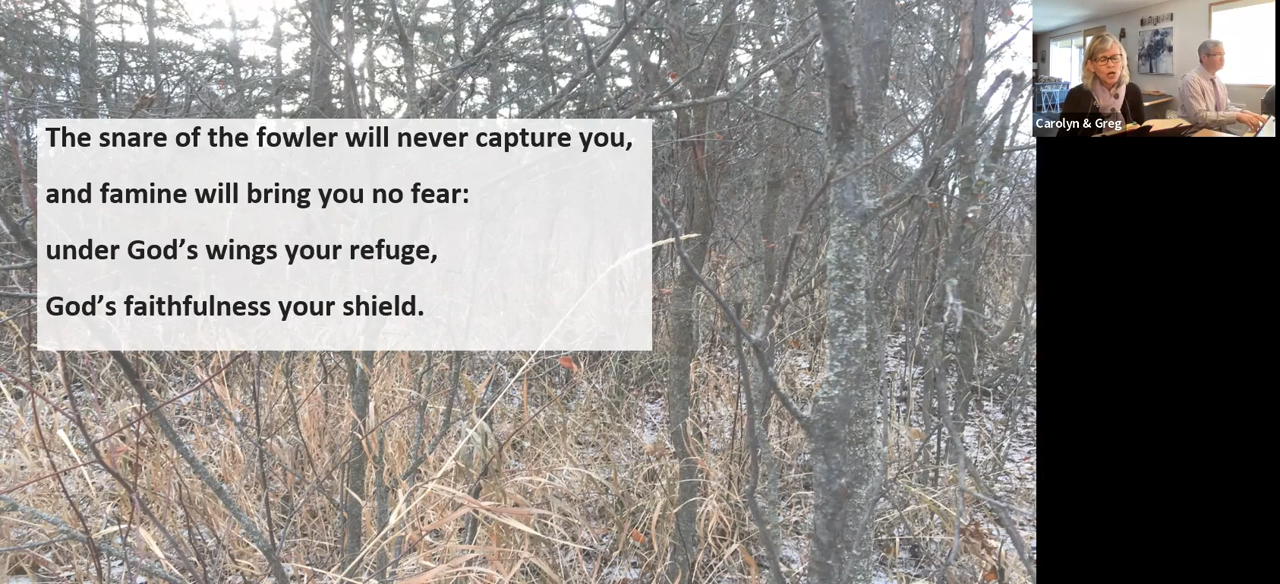 The snare of the fowler will never capture you,
and famine will bring you no fear:
under God's wings your refuge,
God's faithfulness your shield.
Carolyn & Greg